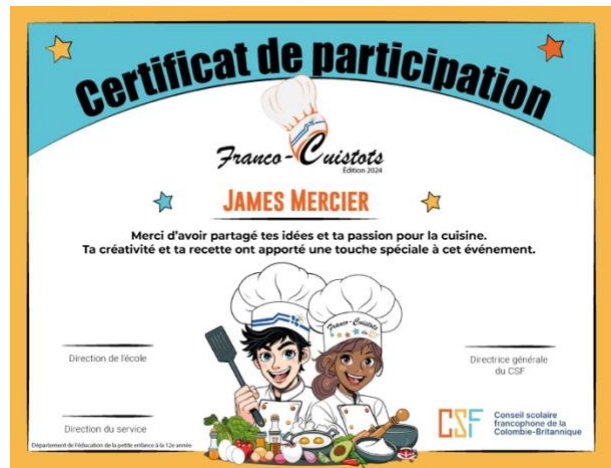 Certificat de participation
Franco-Cuistots
Édition 2024
JAMES MERCIER
Merci d'avoir partagé tes idées et ta passion pour la cuisine.
Ta créativité et ta recette ont apporté une touche spéciale à cet événement.
Franco-Cuistots
Direction de l'école
Directrice générale
du CSF
Direction du service
CSF
Conseil scolaire
francophone de la
Colombie-Britannique
Département de l'éducation de la petite enfance à la 12e année